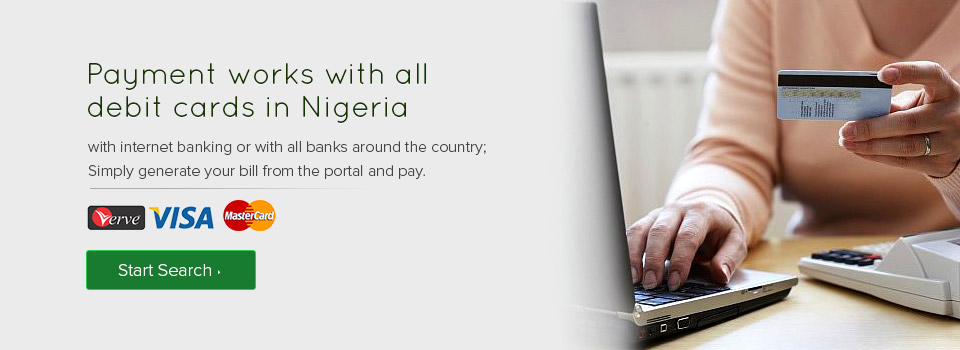 Payment works with all
debit cards in Nigeria
with internet banking or with all banks around the country;
Simply generate your bill from the portal and pay.
Verve VISA MasterCard
Start Search ›